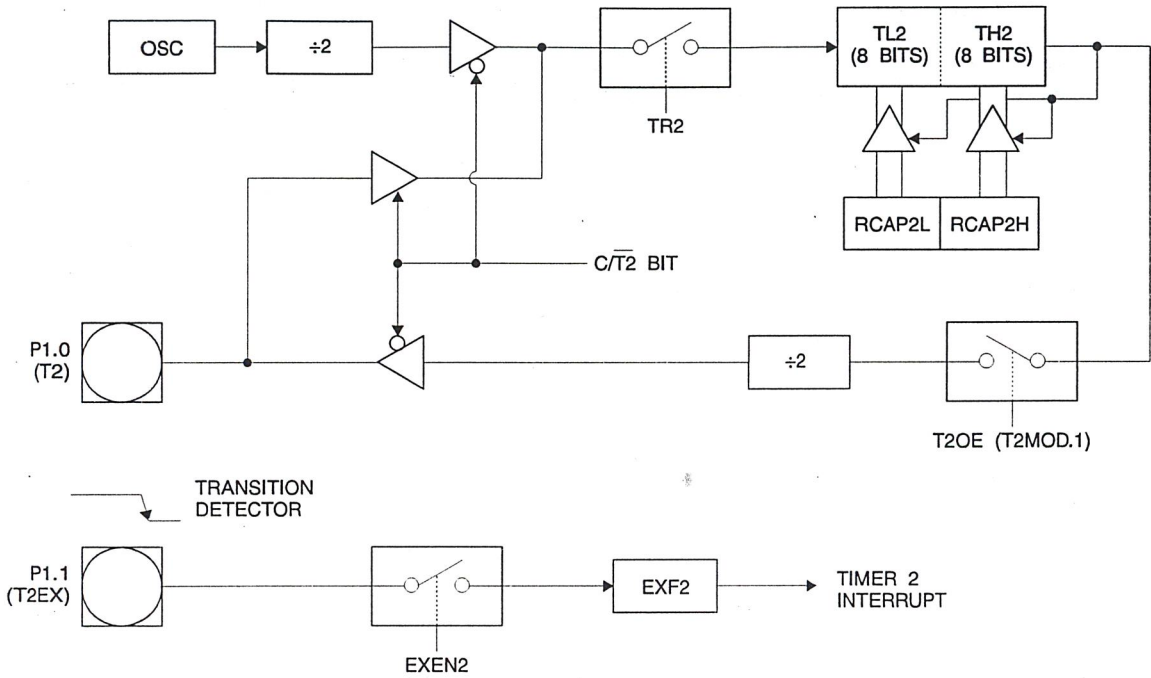 OSC
÷2
TR2
TL2
(8 BITS)
TH2
(8 BITS)
RCAP2L
RCAP2H
C/T̅2̅ BIT
P1.0
(T2)
÷2
T2OE (T2MOD.1)
TRANSITION
DETECTOR
P1.1
(T2EX)
EXEN2
EXF2
TIMER 2
INTERRUPT